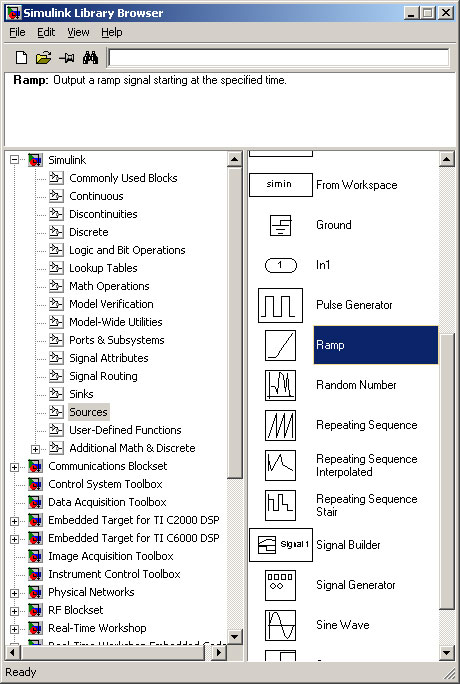 Simulink Library Browser
File Edit View Help
Ramp: Output a ramp signal starting at the specified time.
Simulink
Commonly Used Blocks
Continuous
Discontinuities
Discrete
Logic and Bit Operations
Lookup Tables
Math Operations
Model Verification
Model-Wide Utilities
Ports & Subsystems
Signal Attributes
Signal Routing
Sinks
Sources
User-Defined Functions
Additional Math & Discrete
Communications Blockset
Control System Toolbox
Data Acquisition Toolbox
Embedded Target for TI C2000 DSP
Embedded Target for TI C6000 DSP
Image Acquisition Toolbox
Instrument Control Toolbox
Physical Networks
RF Blockset
Real-Time Workshop
Real-Time Workshop Embedded Code
simin From Workspace
Ground
1 In1
Pulse Generator
Ramp
Random Number
Repeating Sequence
Repeating Sequence
Interpolated
Repeating Sequence
Stair
Signal 1 Signal Builder
Signal Generator
Sine Wave
Ready